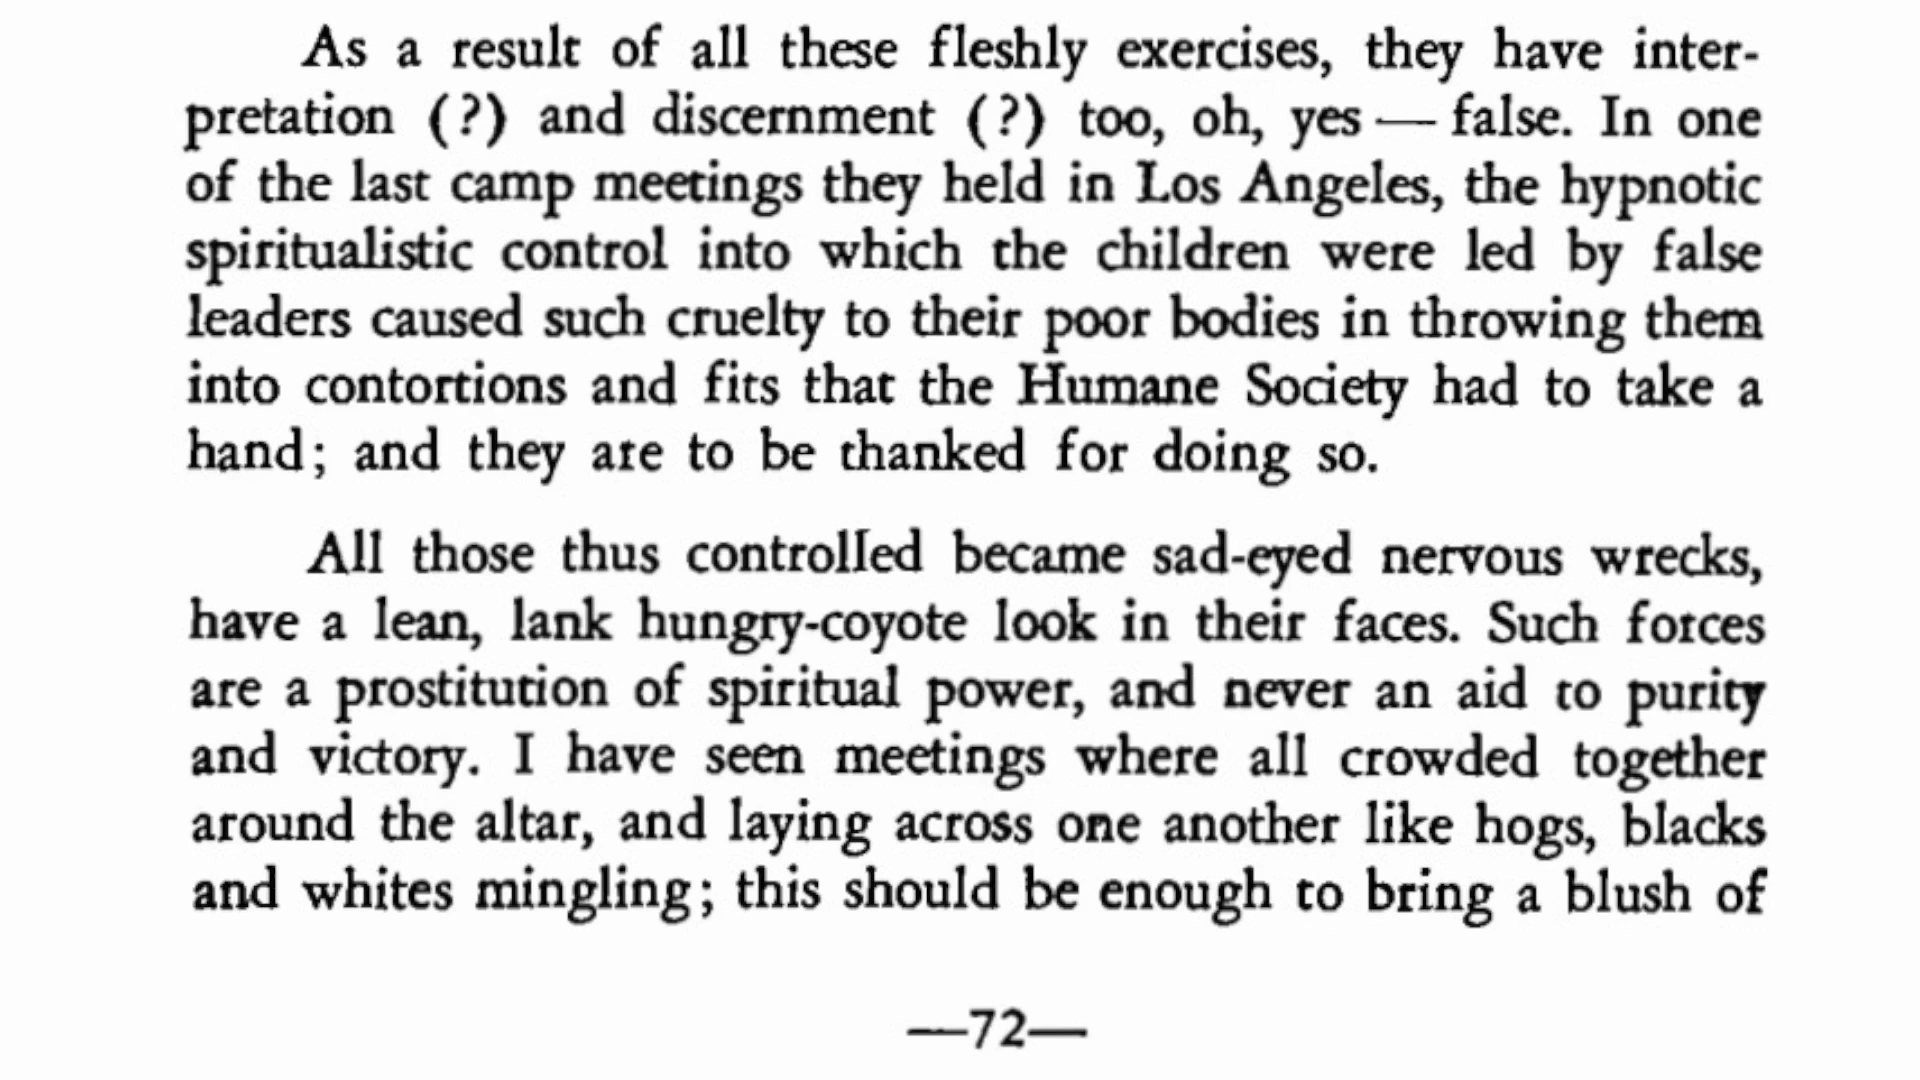 As a result of all these fleshly exercises, they have inter-
pretation (?) and discernment (?) too, oh, yes — false. In one
of the last camp meetings they held in Los Angeles, the hypnotic
spiritualistic control into which the children were led by false
leaders caused such cruelty to their poor bodies in throwing them
into contortions and fits that the Humane Society had to take a
hand; and they are to be thanked for doing so.
All those thus controlled became sad-eyed nervous wrecks,
have a lean, lank hungry-coyote look in their faces. Such forces
are a prostitution of spiritual power, and never an aid to purity
and victory. I have seen meetings where all crowded together
around the altar, and laying across one another like hogs, blacks
and whites mingling; this should be enough to bring a blush of
—72—